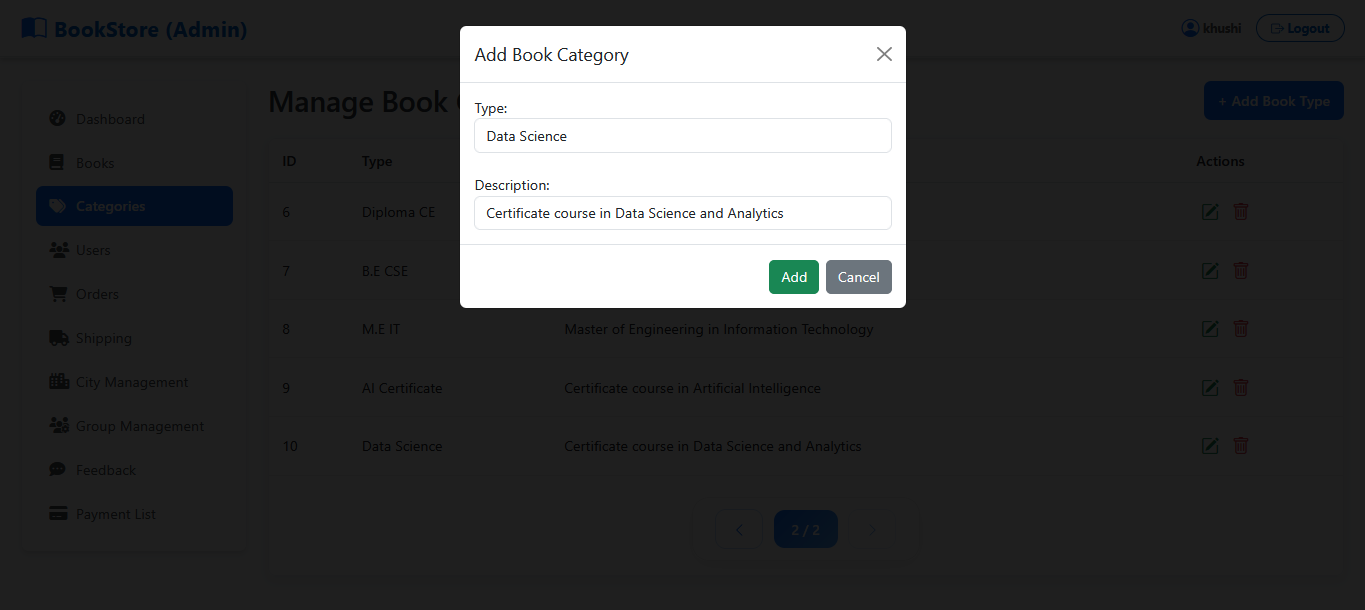 BookStore (Admin)
khushi
Logout
Dashboard
Books
Categories
Users
Orders
Shipping
City Management
Group Management
Feedback
Payment List
Manage Book
+ Add Book Type
ID Type Actions
6 Diploma CE
7 B.E CSE
8 M.E IT Master of Engineering in Information Technology
9 AI Certificate Certificate course in Artificial Intelligence
10 Data Science Certificate course in Data Science and Analytics
2 / 2
Add Book Category
Type:
Data Science
Description:
Certificate course in Data Science and Analytics
Add Cancel